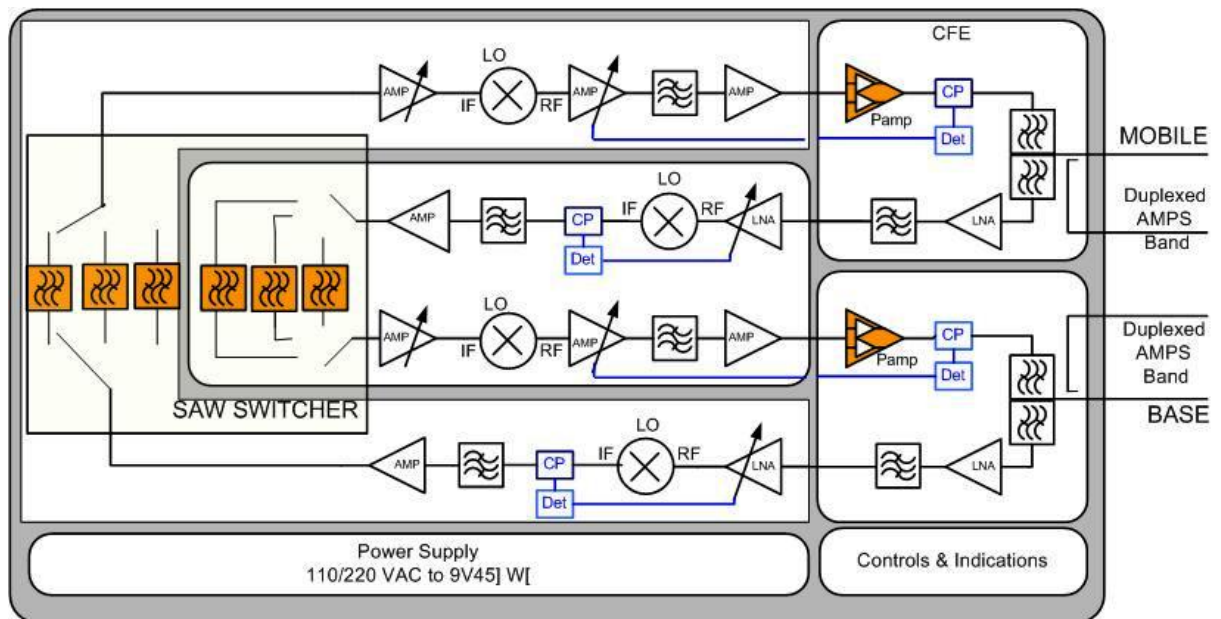 CFE
LO
AMP
IF
RF
AMP
AMP
Pamp
CP
Det
MOBILE
Duplexed
AMPS
Band
AMP
CP
Det
IF
LO
RF
LNA
LNA
AMP
IF
LO
RF
AMP
AMP
Pamp
CP
Det
Duplexed
AMPS
Band
BASE
SAW SWITCHER
AMP
CP
Det
IF
LO
RF
LNA
LNA
Power Supply
110/220 VAC to 9V45] W[
Controls & Indications